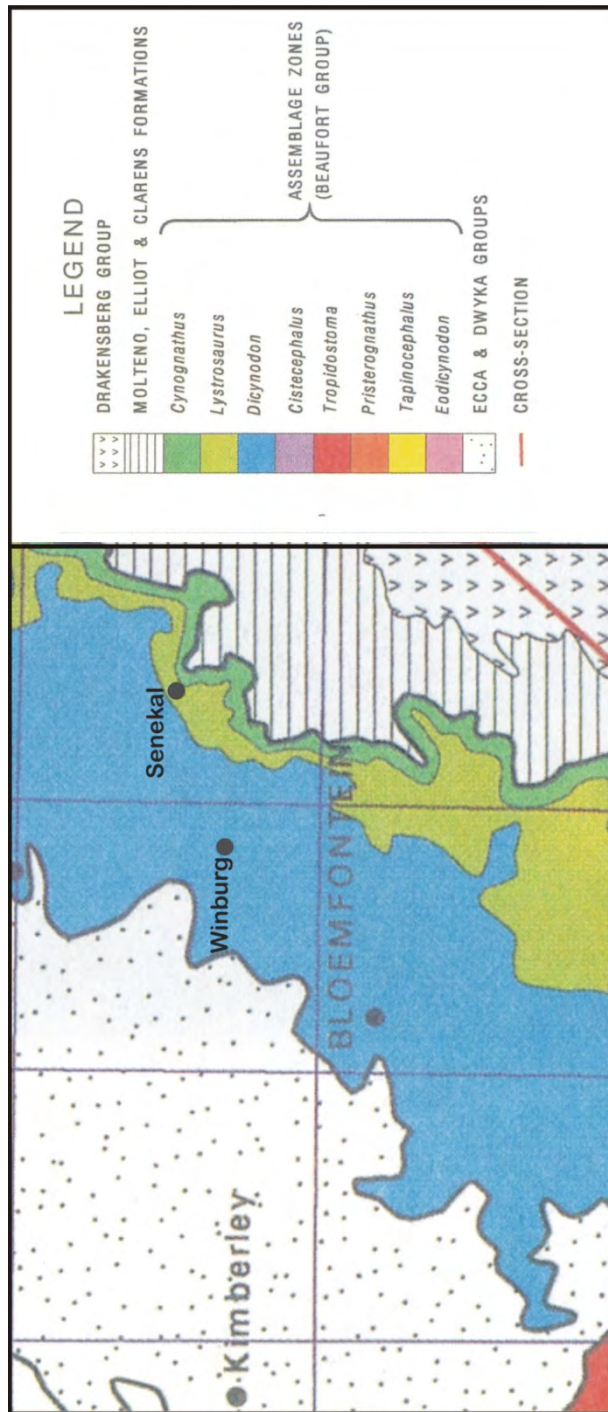 Kimberley
BLOEMFONTEIN
Winburg
Senekal
LEGEND
DRAKENSBERG GROUP
MOLTENO, ELLIOT & CLARENS FORMATIONS
Cynognathus
Lystrosaurus
Dicynodon
Cistecephalus
Tropidostoma
Pristerognathus
Tapinocephalus
Eodicynodon
ASSEMBLAGE ZONES
(BEAUFORT GROUP)
ECCA & DWYKA GROUPS
CROSS-SECTION